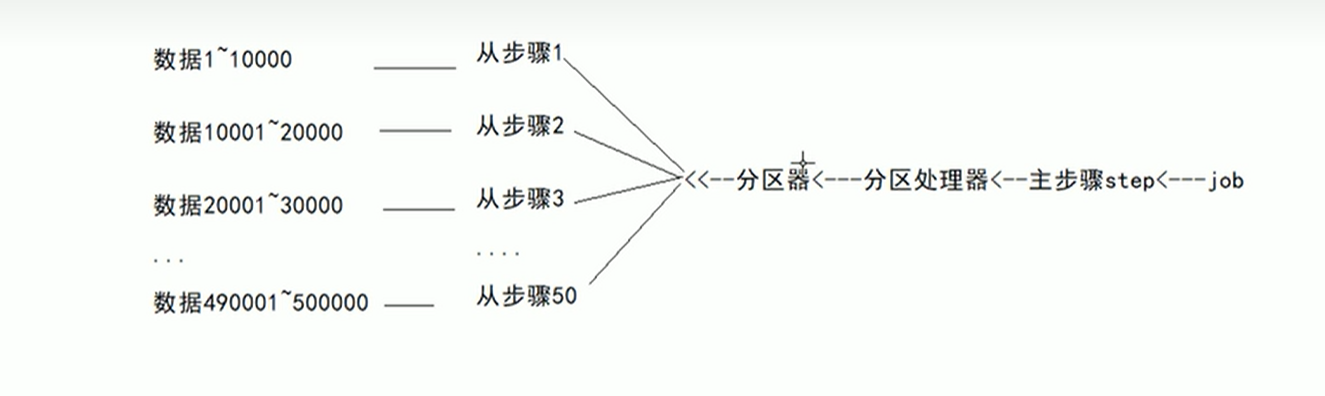 数据1~10000 从步骤1
数据10001~20000 从步骤2
<<--分区器<---分区处理器<--主步骤step<---job
数据20001~30000 从步骤3
... ....
数据490001~500000 从步骤50